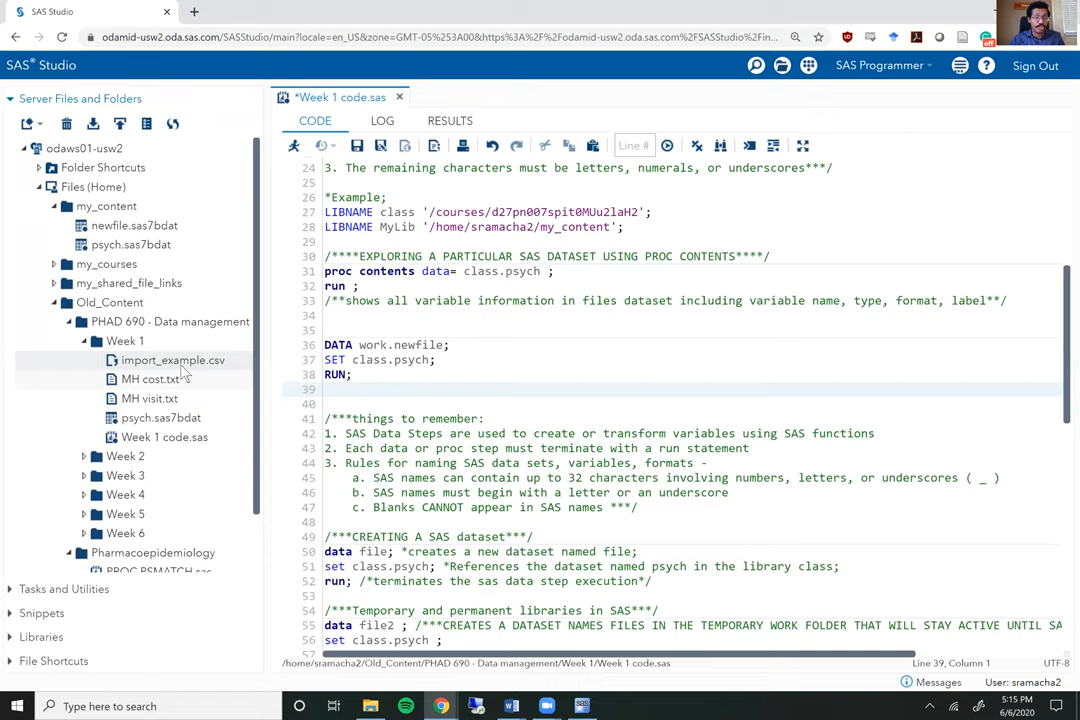 SAS Studio
odamid-usw2.oda.sas.com/SASStudio/main?locale=en_US&zone=GMT-05%253A00&https%3A%2F%2Fodamid-usw2.oda.sas.com%2FSASStudio%2Fin...
off
SAS® Studio
SAS Programmer
Sign Out
Server Files and Folders
*Week 1 code.sas
CODE
LOG
RESULTS
Line #
odaws01-usw2
Folder Shortcuts
Files (Home)
my_content
newfile.sas7bdat
psych.sas7bdat
my_courses
my_shared_file_links
Old_Content
PHAD 690 - Data management
Week 1
import_example.csv
MH cost.txt
MH visit.txt
psych.sas7bdat
Week 1 code.sas
Week 2
Week 3
Week 4
Week 5
Week 6
Pharmacoepidemiology
PROC PSMATCH.sas
Tasks and Utilities
Snippets
Libraries
File Shortcuts
24 3. The remaining characters must be letters, numerals, or underscores***/
25
26 *Example;
27 LIBNAME class '/courses/d27pn007spit0MUu2laH2';
28 LIBNAME MyLib '/home/sramacha2/my_content';
29
30 /****EXPLORING A PARTICULAR SAS DATASET USING PROC CONTENTS****/
31 proc contents data= class.psych ;
32 run ;
33 /**shows all variable information in files dataset including variable name, type, format, label**/
34
35
36 DATA work.newfile;
37 SET class.psych;
38 RUN;
39
40
41 /***things to remember:
42 1. SAS Data Steps are used to create or transform variables using SAS functions
43 2. Each data or proc step must terminate with a run statement
44 3. Rules for naming SAS data sets, variables, formats -
45 a. SAS names can contain up to 32 characters involving numbers, letters, or underscores ( _ )
46 b. SAS names must begin with a letter or an underscore
47 c. Blanks CANNOT appear in SAS names ***/
48
49 /***CREATING A SAS dataset***/
50 data file; *creates a new dataset named file;
51 set class.psych; *References the dataset named psych in the library class;
52 run; /*terminates the sas data step execution*/
53
54 /***Temporary and permanent libraries in SAS***/
55 data file2 ; /***CREATES A DATASET NAMES FILES IN THE TEMPORARY WORK FOLDER THAT WILL STAY ACTIVE UNTIL SA
56 set class.psych ;
57
/home/sramacha2/Old_Content/PHAD 690 - Data management/Week 1/Week 1 code.sas
Line 39, Column 1
UTF-8
Messages
User: sramacha2
Type here to search
5:15 PM
6/6/2020